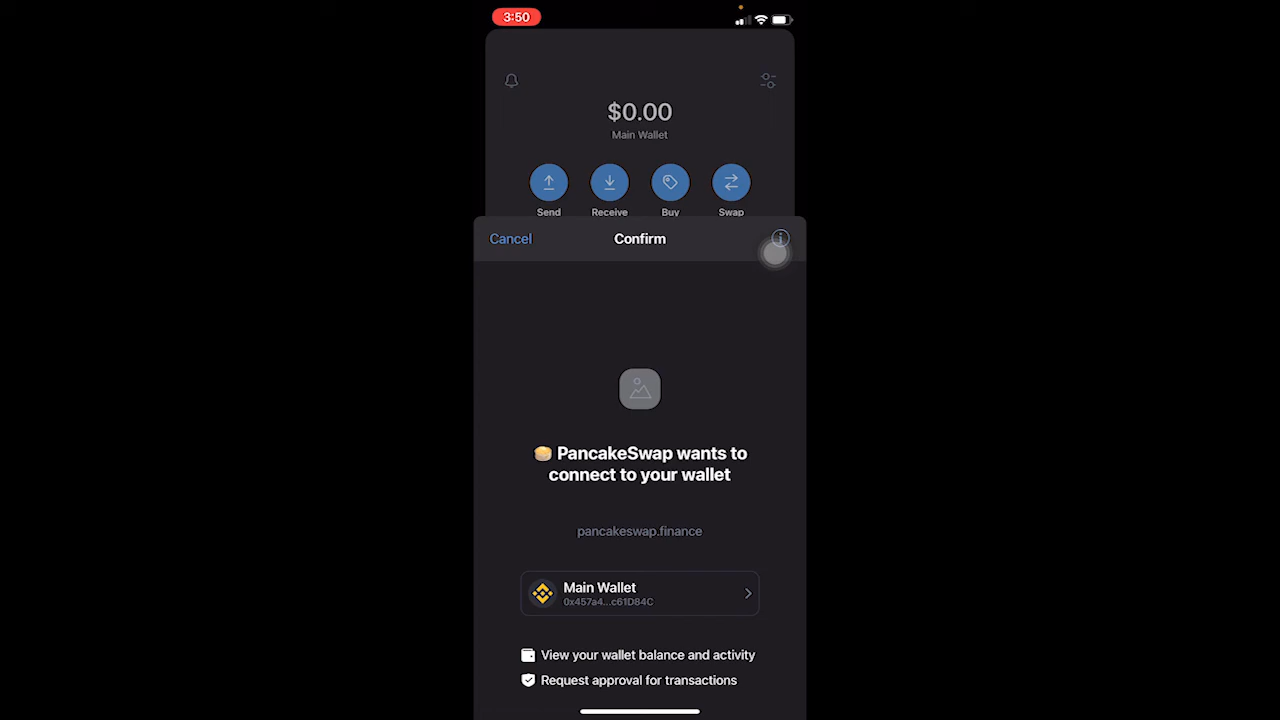 3:50
$0.00
Main Wallet
Send Receive Buy Swap
Cancel Confirm
PancakeSwap wants to
connect to your wallet
pancakeswap.finance
Main Wallet
0x457a4...c61D84C
View your wallet balance and activity
Request approval for transactions